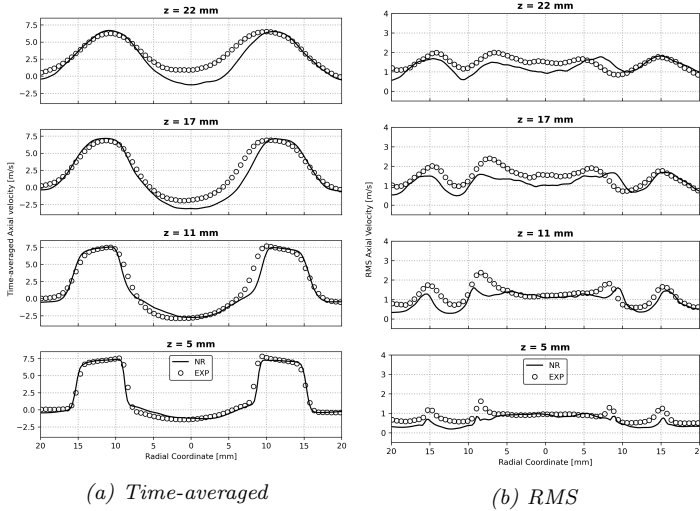 z = 22 mm
7.5
5.0
2.5
0.0
−2.5
z = 17 mm
7.5
5.0
2.5
0.0
−2.5
z = 11 mm
7.5
5.0
2.5
0.0
−2.5
z = 5 mm
7.5
5.0
2.5
0.0
−2.5
NR
EXP
20 15 10 5 0 5 10 15 20
Radial Coordinate [mm]
Time-averaged Axial velocity [m/s]
(a) Time-averaged
z = 22 mm
4
3
2
1
0
z = 17 mm
4
3
2
1
0
z = 11 mm
4
3
2
1
0
z = 5 mm
4
3
2
1
0
NR
EXP
20 15 10 5 0 5 10 15 20
Radial Coordinate [mm]
RMS Axial Velocity [m/s]
(b) RMS